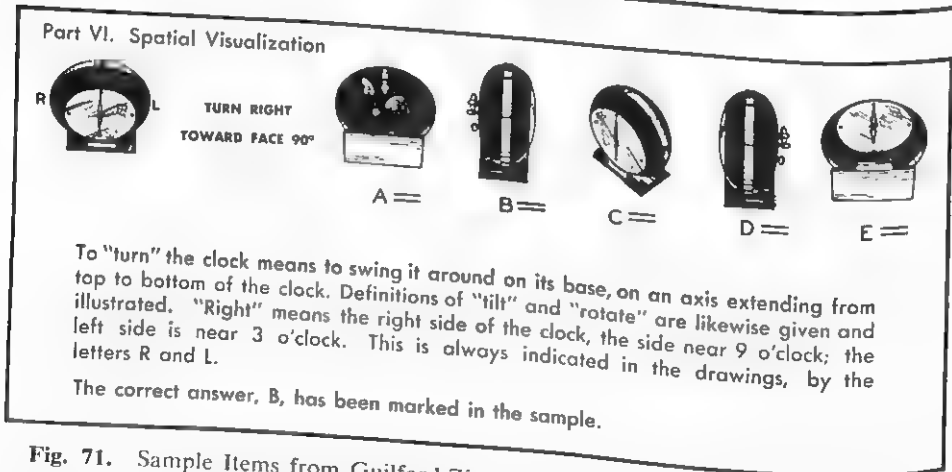 Part VI. Spatial Visualization
R
L
TURN RIGHT
TOWARD FACE 90°
A
B
C
D
E
To "turn" the clock means to swing it around on its base, on an axis extending from
top to bottom of the clock. Definitions of "tilt" and "rotate" are likewise given and
illustrated. "Right" means the right side of the clock, the side near 9 o'clock; the
left side is near 3 o'clock. This is always indicated in the drawings, by the
letters R and L.
The correct answer, B, has been marked in the sample.
Fig. 71. Sample Items from Guilford